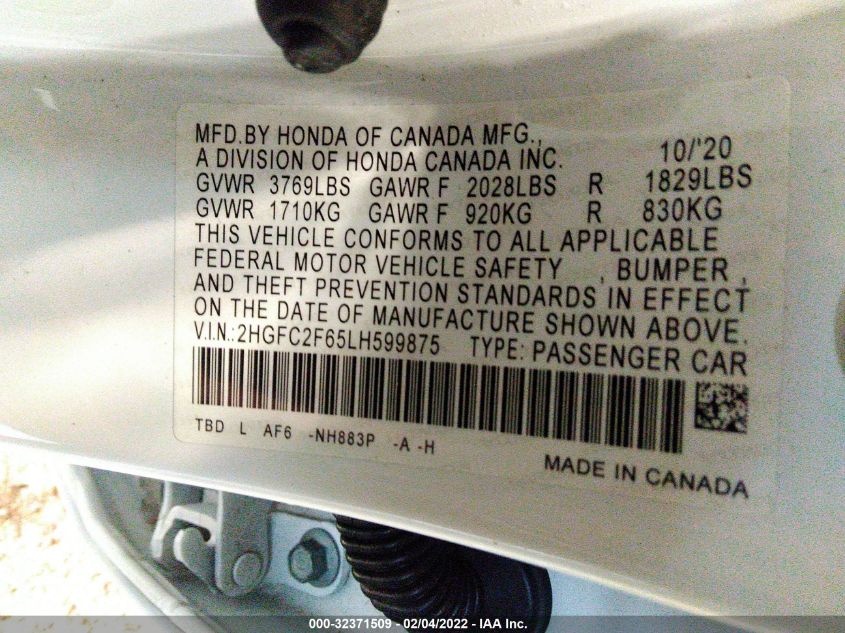 MFD.BY HONDA OF CANADA MFG.,
A DIVISION OF HONDA CANADA INC. 10/'20
GVWR 3769LBS GAWR F 2028LBS R 1829LBS
GVWR 1710KG GAWR F 920KG R 830KG
THIS VEHICLE CONFORMS TO ALL APPLICABLE
FEDERAL MOTOR VEHICLE SAFETY , BUMPER ,
AND THEFT PREVENTION STANDARDS IN EFFECT
ON THE DATE OF MANUFACTURE SHOWN ABOVE.
V.I.N.:2HGFC2F65LH599875 TYPE: PASSENGER CAR
TBD L AF6 -NH883P -A -H
MADE IN CANADA
000-32371509 - 02/04/2022 - IAA Inc.